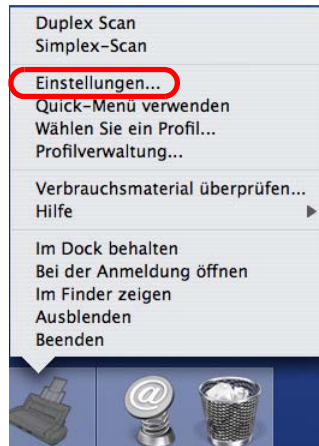 Duplex Scan
Simplex-Scan
Einstellungen...
Quick-Menü verwenden
Wählen Sie ein Profil...
Profilverwaltung...
Verbrauchsmaterial überprüfen...
Hilfe
Im Dock behalten
Bei der Anmeldung öffnen
Im Finder zeigen
Ausblenden
Beenden
@